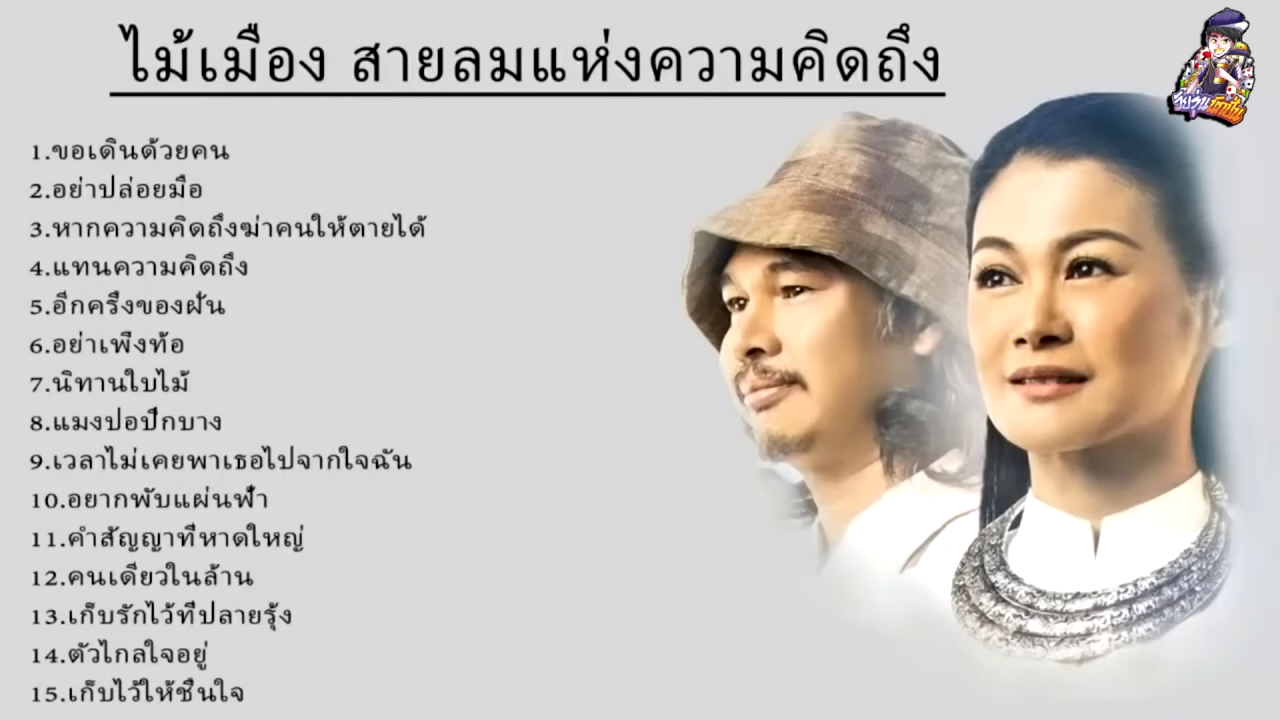 ไม้เมือง สายลมแห่งความคิดถึง
1.ขอเดินด้วยคน
2.อย่าปล่อยมือ
3.หากความคิดถึงฆ่าคนให้ตายได้
4.แทนความคิดถึง
5.อีกครึ่งของฝัน
6.อย่าเพิ่งท้อ
7.นิทานใบไม้
8.แมงปอปีกบาง
9.เวลาไม่เคยพาเธอไปจากใจฉัน
10.อยากพับแผ่นฟ้า
11.คำสัญญาที่หาดใหญ่
12.คนเดียวในล้าน
13.เก็บรักไว้ที่ปลายรุ้ง
14.ตัวไกลใจอยู่
15.เก็บไว้ให้ชื่นใจ